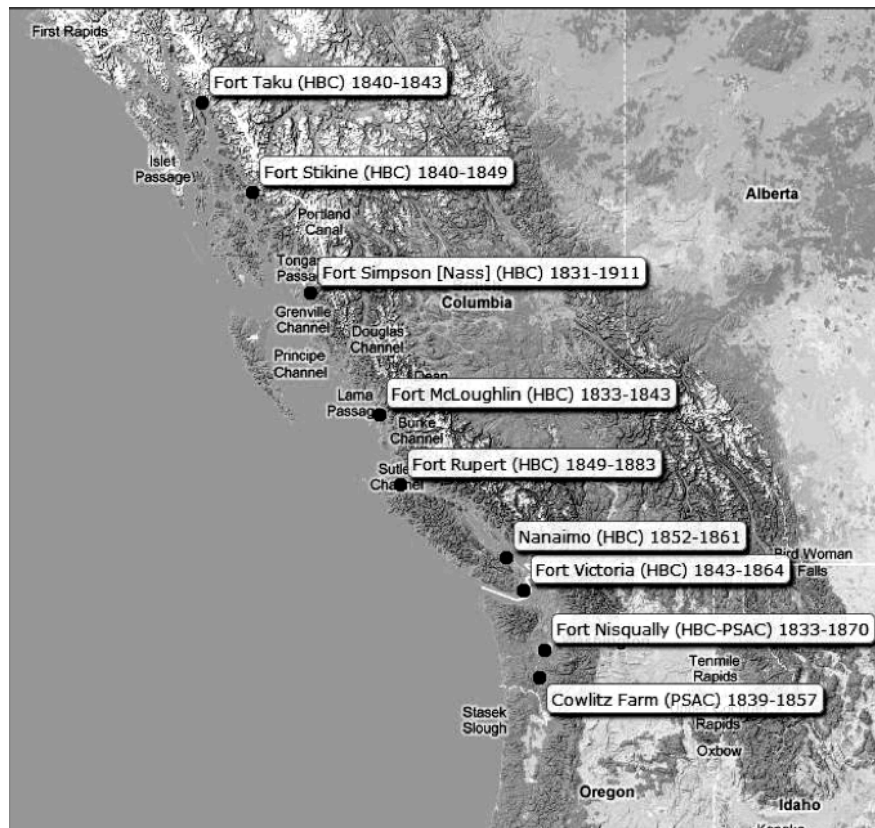 First Rapids
Fort Taku (HBC) 1840-1843
Islet
Passage
Fort Stikine (HBC) 1840-1849
Alberta
Portland
Canal
Fort Simpson [Nass] (HBC) 1831-1911
Columbia
Grenville
Channel
Douglas
Channel
Principe
Channel
Dean
Lama
Passage
Fort McLoughlin (HBC) 1833-1843
Burke
Channel
Fort Rupert (HBC) 1849-1883
Channel
Nanaimo (HBC) 1852-1861
Bird Woman
Falls
Fort Victoria (HBC) 1843-1864
Fort Nisqually (HBC-PSAC) 1833-1870
Tenmile
Rapids
Cowlitz Farm (PSAC) 1839-1857
Stasek
Slough
Rapids
Oxbow
Oregon
Idaho